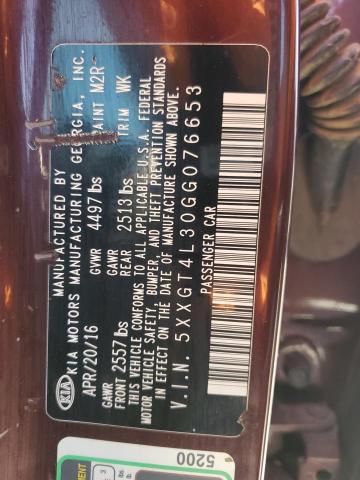 KIA
MANUFACTURED BY
KIA MOTORS MANUFACTURING GEORGIA, INC.
APR/20/16 GVWR 4497 lbs PAINT M2R
GAWR FRONT 2557 lbs GAWR REAR 2513 lbs TRIM WK
THIS VEHICLE CONFORMS TO ALL APPLICABLE U.S.A. FEDERAL
MOTOR VEHICLE SAFETY, BUMPER, AND THEFT PREVENTION STANDARDS
IN EFFECT ON THE DATE OF MANUFACTURE SHOWN ABOVE.
V.I.N. 5XXGT4L30GG076653
PASSENGER CAR
5200